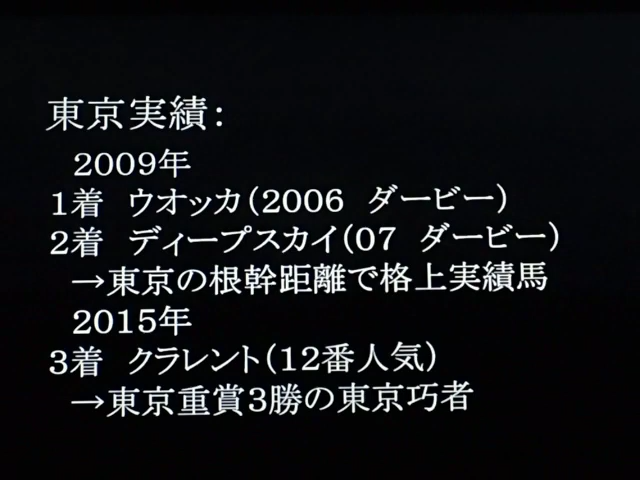 東京実績：
2009年
1着　ウオッカ（2006　ダービー）
2着　ディープスカイ（07　ダービー）
→東京の根幹距離で格上実績馬
2015年
3着　クラレント（12番人気）
→東京重賞3勝の東京巧者